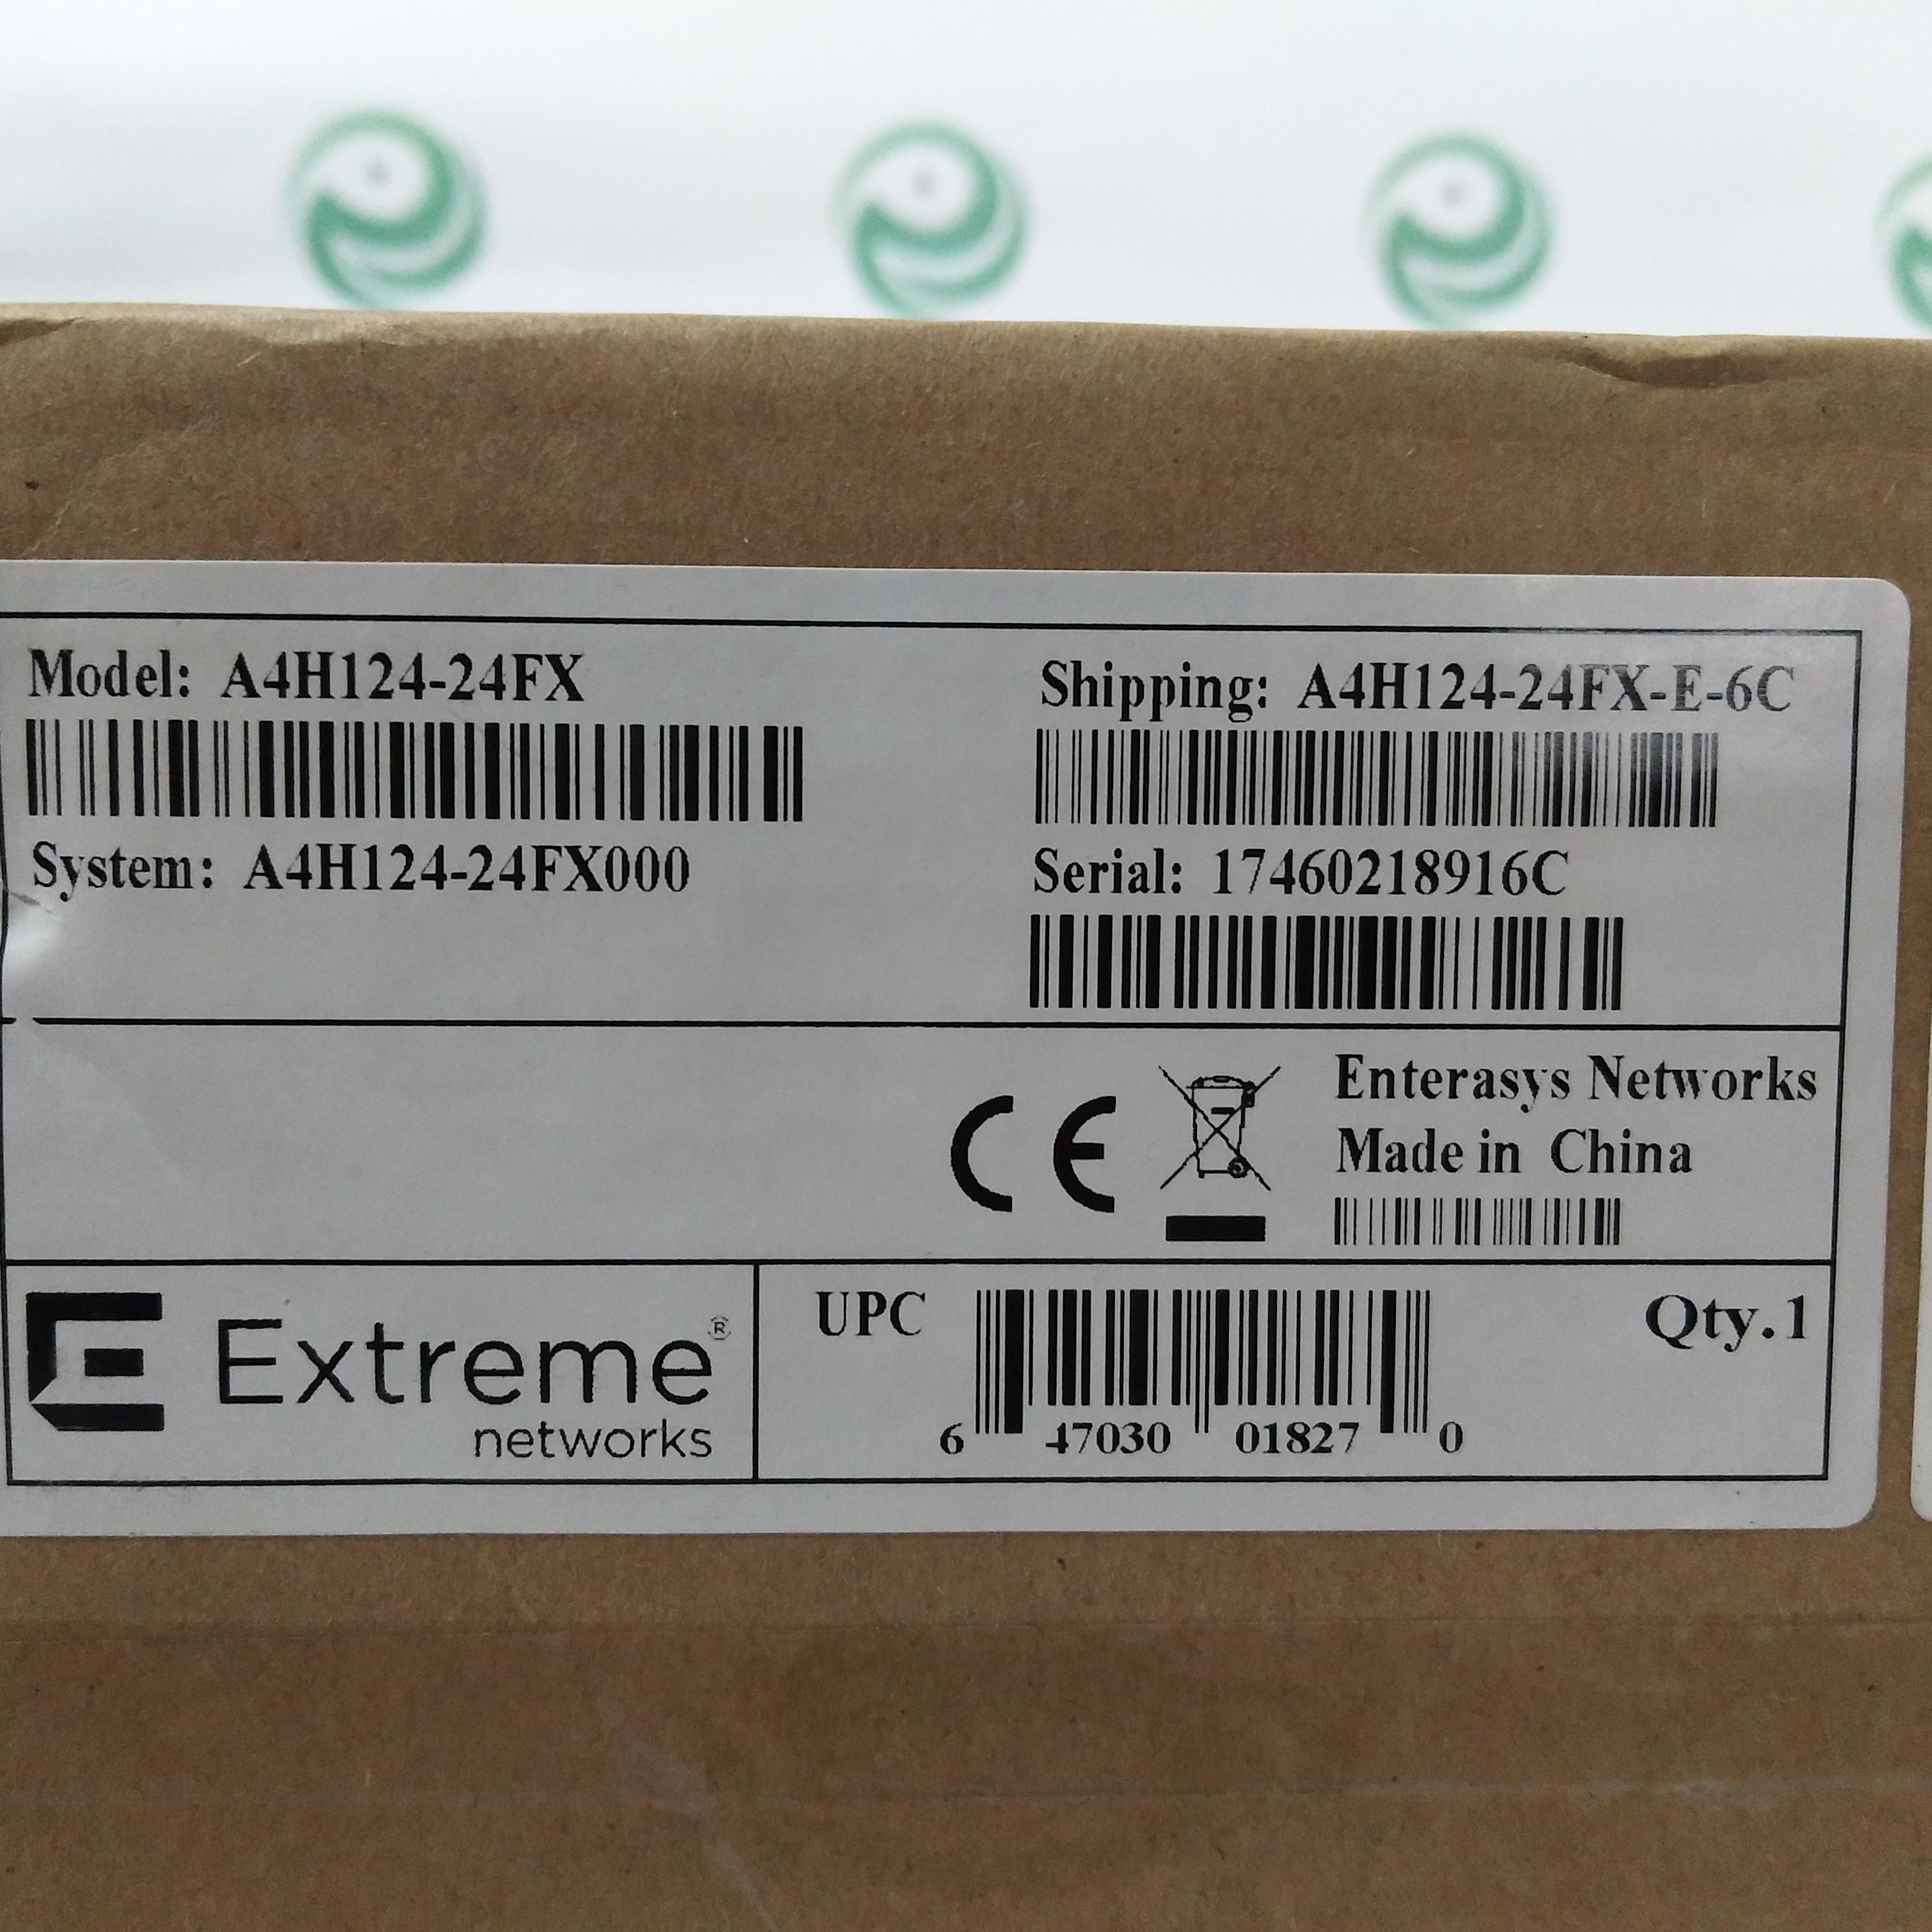 Model: A4H124-24FX
Shipping: A4H124-24FX-E-6C
System: A4H124-24FX000
Serial: 17460218916C
CE
Enterasys Networks
Made in China
Extreme®
networks
UPC
6 47030 01827 0
Qty.1